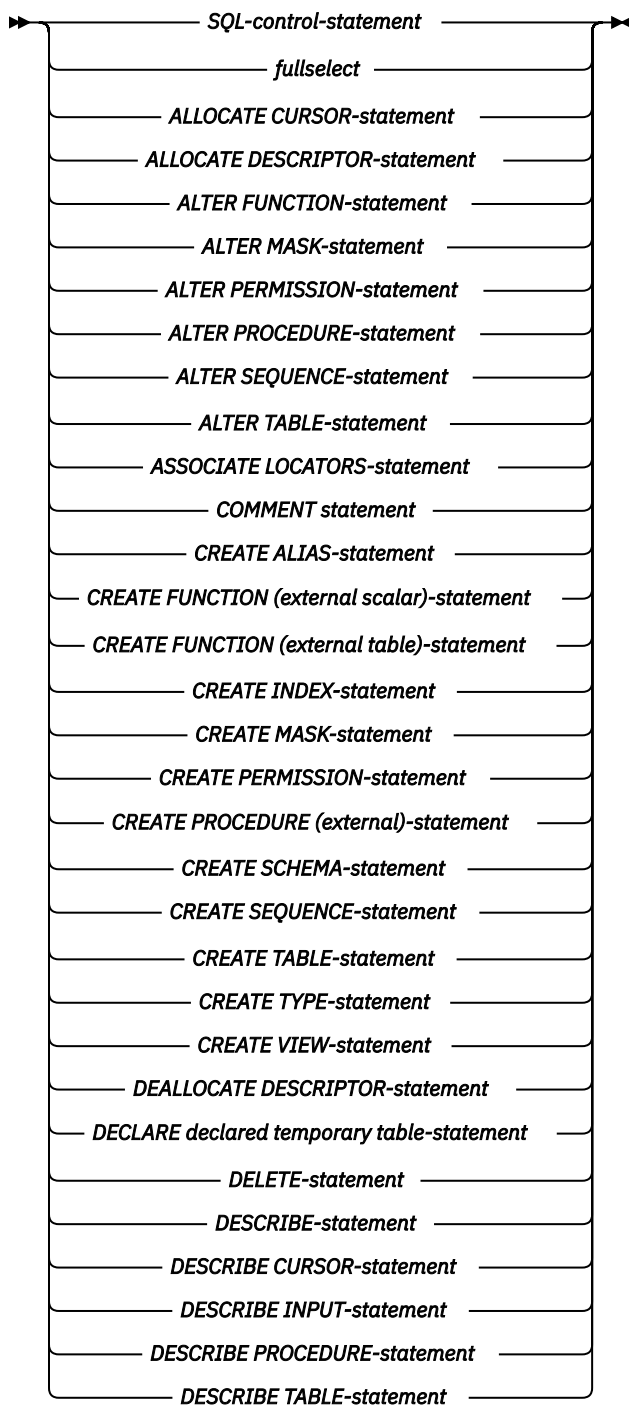 SQL-control-statement
fullselect
ALLOCATE CURSOR-statement
ALLOCATE DESCRIPTOR-statement
ALTER FUNCTION-statement
ALTER MASK-statement
ALTER PERMISSION-statement
ALTER PROCEDURE-statement
ALTER SEQUENCE-statement
ALTER TABLE-statement
ASSOCIATE LOCATORS-statement
COMMENT statement
CREATE ALIAS-statement
CREATE FUNCTION (external scalar)-statement
CREATE FUNCTION (external table)-statement
CREATE INDEX-statement
CREATE MASK-statement
CREATE PERMISSION-statement
CREATE PROCEDURE (external)-statement
CREATE SCHEMA-statement
CREATE SEQUENCE-statement
CREATE TABLE-statement
CREATE TYPE-statement
CREATE VIEW-statement
DEALLOCATE DESCRIPTOR-statement
DECLARE declared temporary table-statement
DELETE-statement
DESCRIBE-statement
DESCRIBE CURSOR-statement
DESCRIBE INPUT-statement
DESCRIBE PROCEDURE-statement
DESCRIBE TABLE-statement